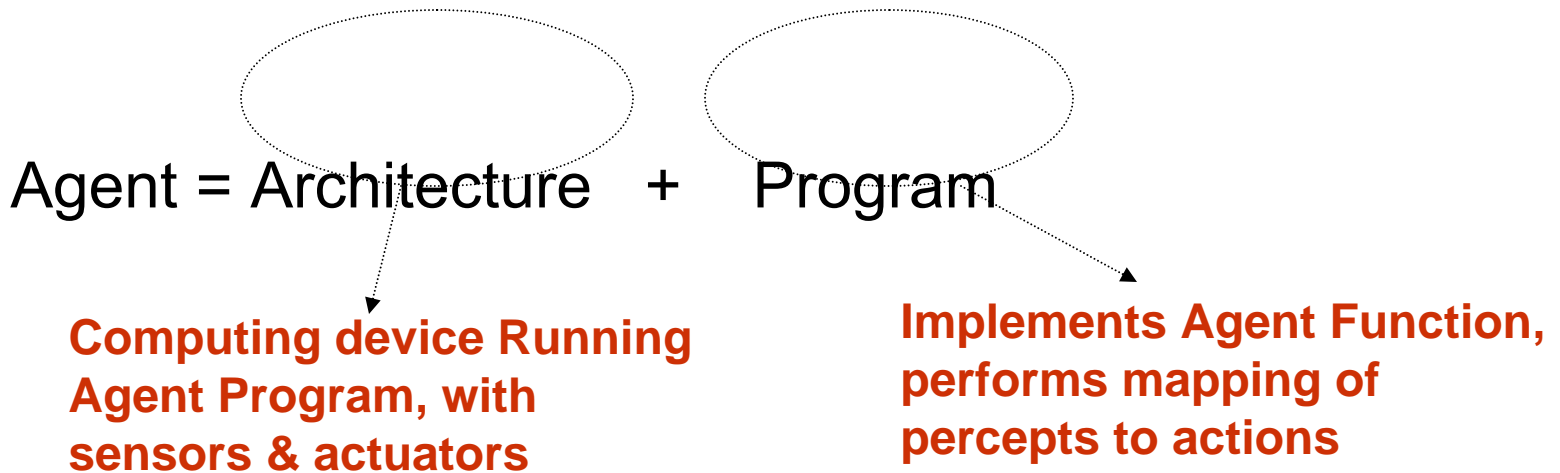 Agent = Architecture + Program
Computing device Running
Agent Program, with
sensors & actuators
Implements Agent Function,
performs mapping of
percepts to actions